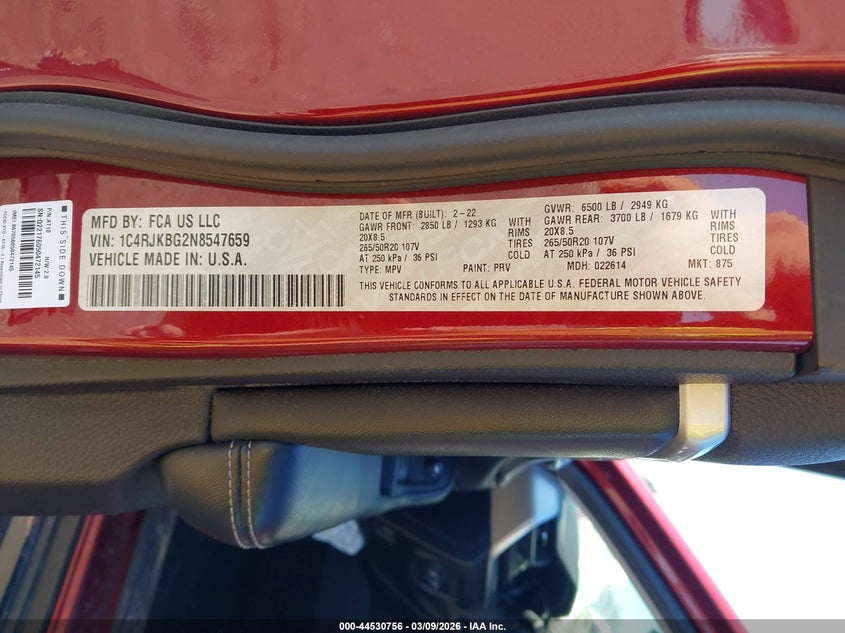 MFD BY: FCA US LLC
VIN: 1C4RJKBG2N8547659
VEHICLE MADE IN: U.S.A.
DATE OF MFR (BUILT): 2-22
GAWR FRONT: 2850 LB / 1293 KG WITH
20X8.5 RIMS
265/50R20 107V TIRES
AT 250 kPa / 36 PSI COLD
TYPE: MPV PAINT: PRV
GVWR: 6500 LB / 2949 KG
GAWR REAR: 3700 LB / 1679 KG WITH
20X8.5 RIMS
265/50R20 107V TIRES
AT 250 kPa / 36 PSI COLD
MDH: 022614 MKT: 875
THIS VEHICLE CONFORMS TO ALL APPLICABLE U.S.A. FEDERAL MOTOR VEHICLE SAFETY
STANDARDS IN EFFECT ON THE DATE OF MANUFACTURE SHOWN ABOVE.
THIS SIDE DOWN
P/N AT10 H/W 2.0
000-44530756 - 03/09/2026 - IAA Inc.